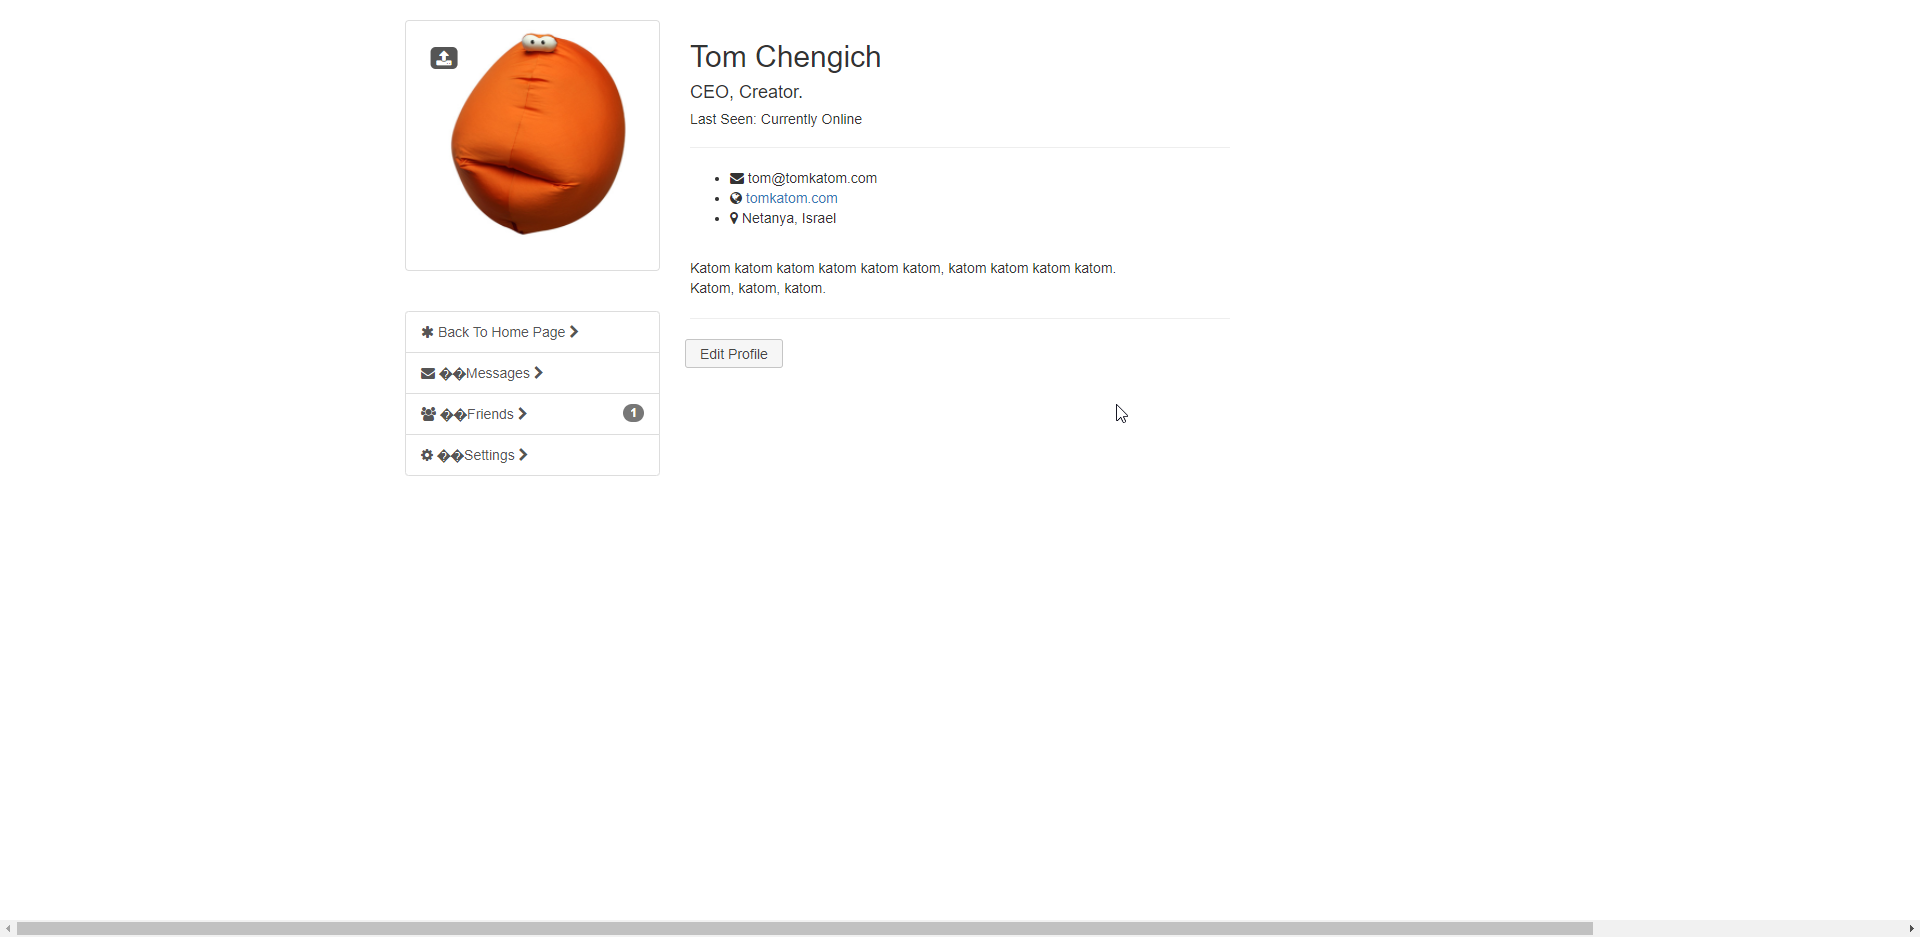 Tom Chengich
CEO, Creator.
Last Seen: Currently Online
tom@tomkatom.com
tomkatom.com
Netanya, Israel
Katom katom katom katom katom katom, katom katom katom katom.
Katom, katom, katom.
Edit Profile
Back To Home Page
��Messages
��Friends 1
��Settings